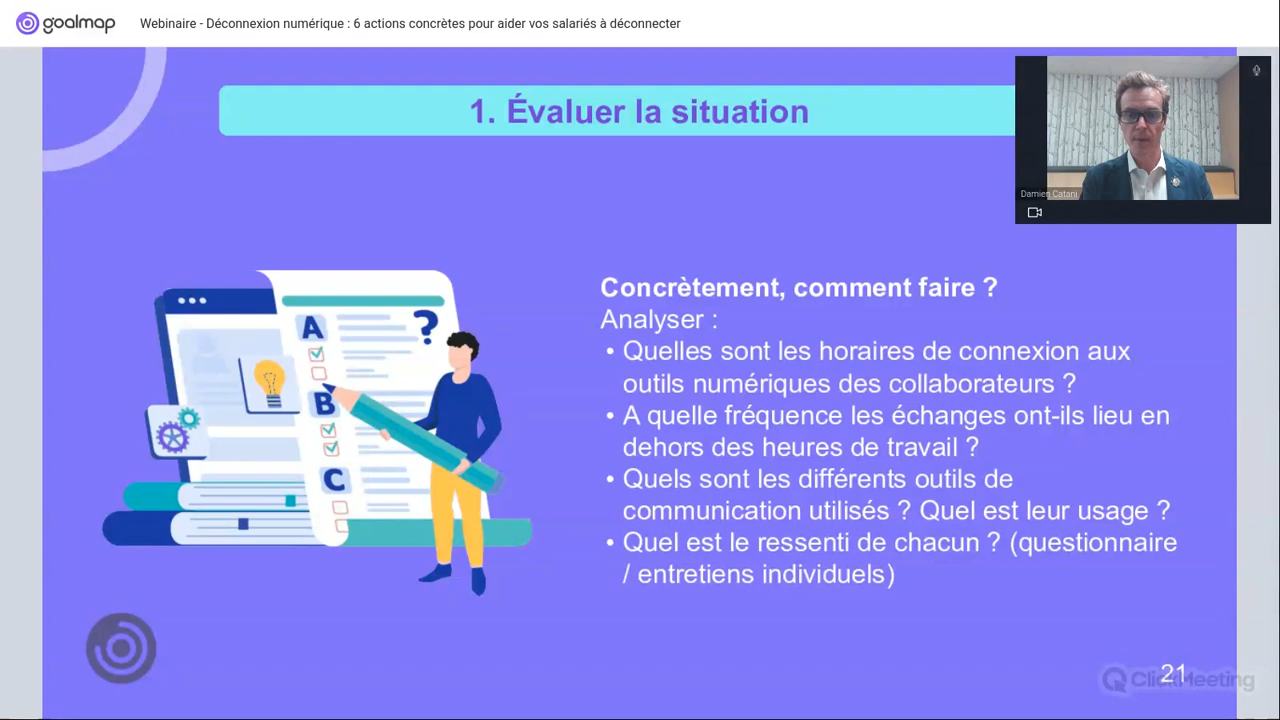 goalmap
Webinaire - Déconnexion numérique : 6 actions concrètes pour aider vos salariés à déconnecter
1. Évaluer la situation
Damien Catani
Concrètement, comment faire ?
Analyser :
• Quelles sont les horaires de connexion aux
outils numériques des collaborateurs ?
• A quelle fréquence les échanges ont-ils lieu en
dehors des heures de travail ?
• Quels sont les différents outils de
communication utilisés ? Quel est leur usage ?
• Quel est le ressenti de chacun ? (questionnaire
/ entretiens individuels)
A
?
B
C
21
ClickMeeting